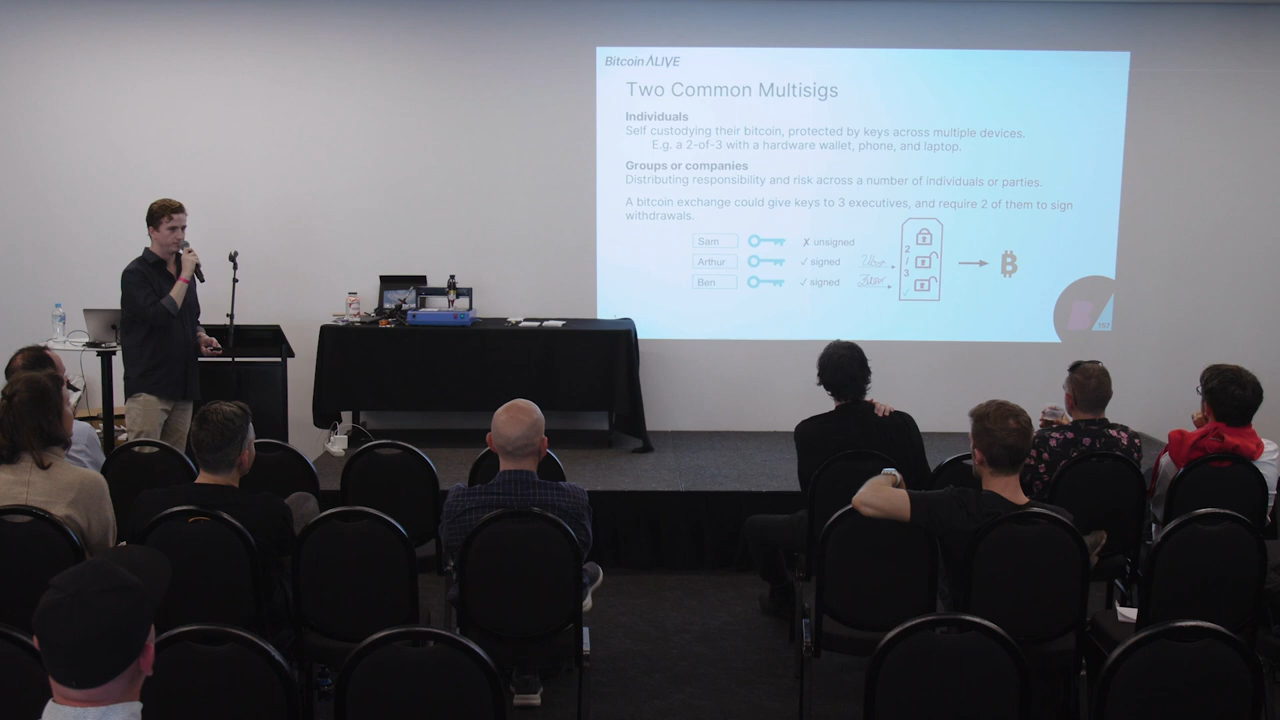 Bitcoin ΛLIVE
Two Common Multisigs
Individuals
Self custodying their bitcoin, protected by keys across multiple devices.
E.g. a 2-of-3 with a hardware wallet, phone, and laptop.
Groups or companies
Distributing responsibility and risk across a number of individuals or parties.
A bitcoin exchange could give keys to 3 executives, and require 2 of them to sign
withdrawals.
Sam ✗ unsigned
Arthur ✓ signed
Ben ✓ signed
2
/
3
157